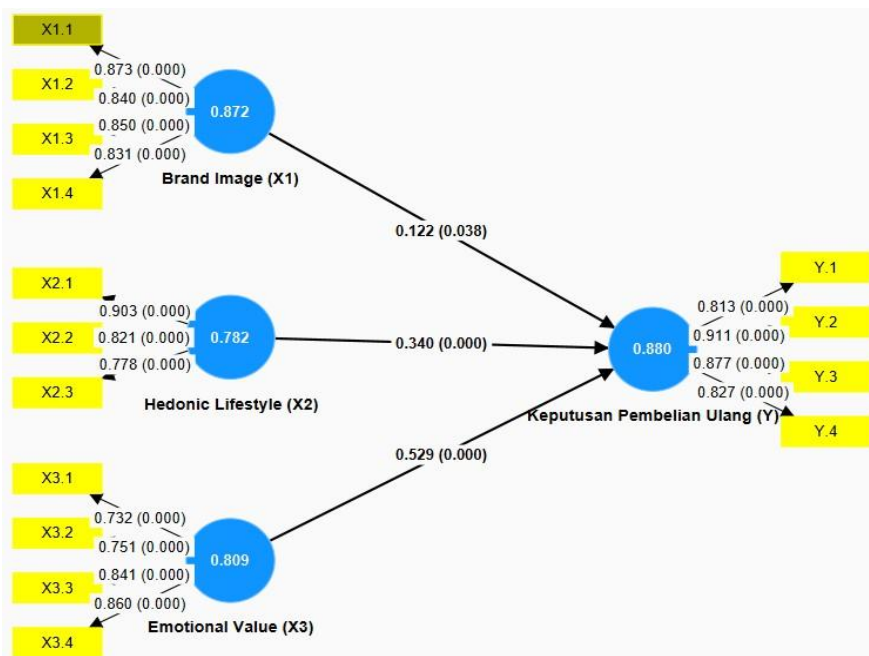 X1.1
0.873 (0.000)
X1.2
0.840 (0.000)
0.872
X1.3
0.850 (0.000)
0.831 (0.000)
X1.4
Brand Image (X1)
0.122 (0.038)
X2.1
0.903 (0.000)
X2.2
0.821 (0.000)
0.782
0.778 (0.000)
X2.3
Hedonic Lifestyle (X2)
0.340 (0.000)
Y.1
0.813 (0.000)
Y.2
0.911 (0.000)
0.880
0.877 (0.000)
Y.3
0.827 (0.000)
Keputusan Pembelian Ulang (Y)
Y.4
0.529 (0.000)
X3.1
0.732 (0.000)
X3.2
0.751 (0.000)
0.809
X3.3
0.841 (0.000)
0.860 (0.000)
X3.4
Emotional Value (X3)